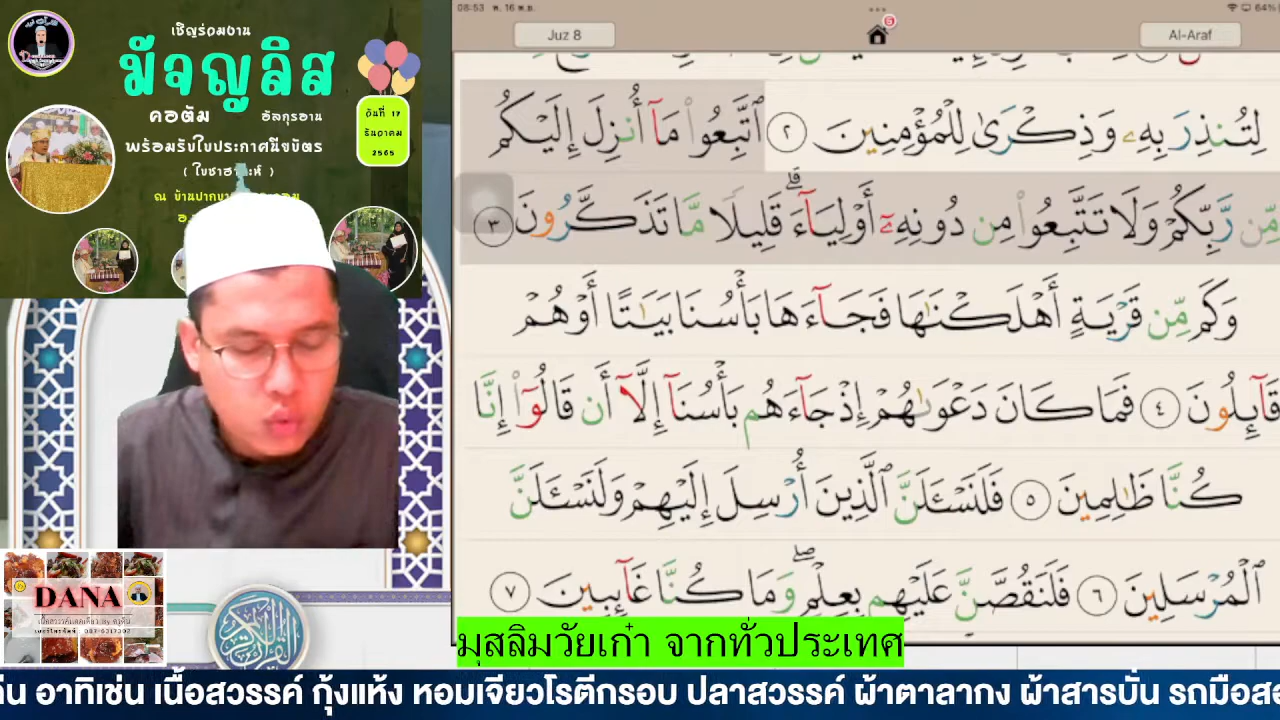 เชิญร่วมงาน
มัจญลิส
คอตัม อัลกุรอาน
พร้อมรับใบประกาศนียบัตร
วันที่ 17
ธันวาคม
2565
08:53 พ. 16 พ.ย.
64%
Juz 8
6
Al-Araf
لِتُنذِرَ بِهِۦ وَذِكْرَىٰ لِلْمُؤْمِنِينَ ٢ ٱتَّبِعُوا۟ مَآ أُنزِلَ إِلَيْكُم
مِّن رَّبِّكُمْ وَلَا تَتَّبِعُوا۟ مِن دُونِهِۦٓ أَوْلِيَآءَ ۗ قَلِيلًا مَّا تَذَكَّرُونَ ٣
وَكَم مِّن قَرْيَةٍ أَهْلَكْنَـٰهَا فَجَآءَهَا بَأْسُنَا بَيَـٰتًا أَوْ هُمْ
قَآئِلُونَ ٤ فَمَا كَانَ دَعْوَىٰهُمْ إِذْ جَآءَهُم بَأْسُنَآ إِلَّآ أَن قَالُوٓا۟ إِنَّا
كُنَّا ظَـٰلِمِينَ ٥ فَلَنَسْـَٔلَنَّ ٱلَّذِينَ أُرْسِلَ إِلَيْهِمْ وَلَنَسْـَٔلَنَّ
ٱلْمُرْسَلِينَ ٦ فَلَنَقُصَّنَّ عَلَيْهِم بِعِلْمٍ ۖ وَمَا كُنَّا غَآئِبِينَ ٧
DANA
มุสลิมวัยเก๋า จากทั่วประเทศ
อาทิเช่น เนื้อสวรรค์ กุ้งแห้ง หอมเจียวโรตีกรอบ ปลาสวรรค์ ผ้าตาลากง ผ้าสารบั่น รถมือสอ